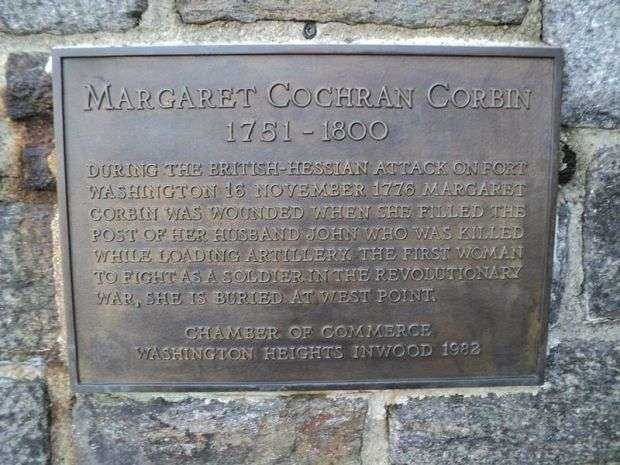 MARGARET COCHRAN CORBIN
1751-1800
DURING THE BRITISH-HESSIAN ATTACK ON FORT
WASHINGTON 16 NOVEMBER 1776 MARGARET
CORBIN WAS WOUNDED WHEN SHE FILLED THE
POST OF HER HUSBAND JOHN WHO WAS KILLED
WHILE LOADING ARTILLERY. THE FIRST WOMAN
TO FIGHT AS A SOLDIER IN THE REVOLUTIONARY
WAR, SHE IS BURIED AT WEST POINT.
CHAMBER OF COMMERCE
WASHINGTON HEIGHTS INWOOD 1982